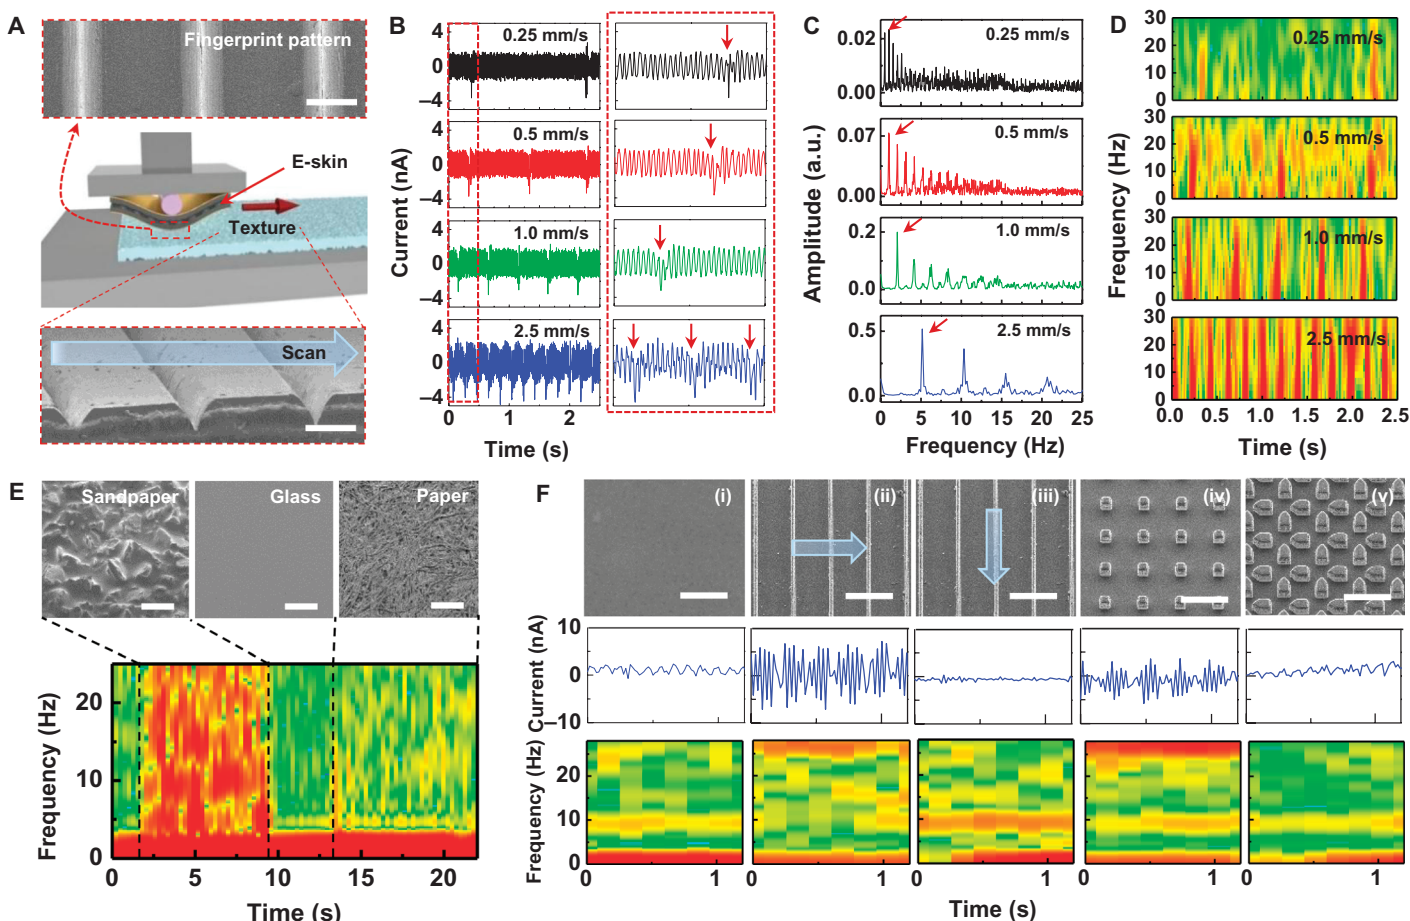 A
Fingerprint pattern
E-skin
Texture
Scan
B
Current (nA)
4
0
–4
0.25 mm/s
4
0
–4
0.5 mm/s
4
0
–4
1.0 mm/s
4
0
–4
2.5 mm/s
0 1 2
Time (s)
C
Amplitude (a.u.)
0.02
0.00
0.25 mm/s
0.07
0.00
0.5 mm/s
0.2
0.0
1.0 mm/s
0.5
0.0
2.5 mm/s
0 5 10 15 20 25
Frequency (Hz)
D
Frequency (Hz)
30
20
10
0
0.25 mm/s
30
20
10
0
0.5 mm/s
30
20
10
0
1.0 mm/s
30
20
10
0
2.5 mm/s
0.0 0.5 1.0 1.5 2.0 2.5
Time (s)
E
Sandpaper
Glass
Paper
Frequency (Hz)
20
10
0
0 5 10 15 20
Time (s)
F
(i)
(ii)
(iii)
(iv)
(v)
Current (nA)
10
0
–10
1 1 1 1 1
Frequency (Hz)
20
10
0
0 1 0 1 0 1 0 1 0 1
Time (s)